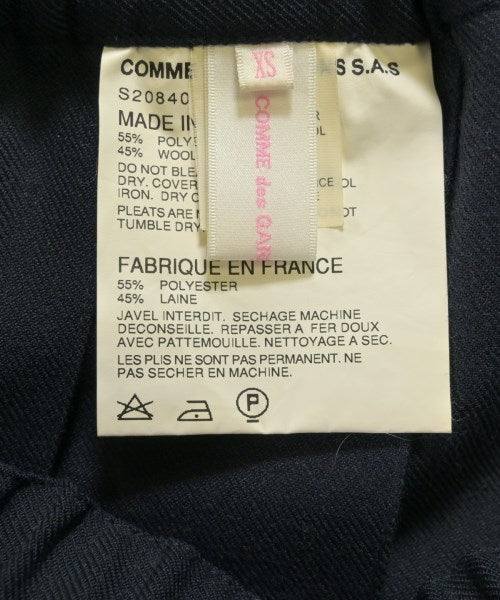 COMME S S.A.S
XS
S20840
COMME des GAR
MADE IN
55% POLY
45% WOOL
DO NOT BLE
DRY. COVER OL
IRON. DRY C
PLEATS ARE N OT
TUMBLE DRY
FABRIQUE EN FRANCE
55% POLYESTER
45% LAINE
JAVEL INTERDIT. SECHAGE MACHINE
DECONSEILLE. REPASSER A FER DOUX
AVEC PATTEMOUILLE. NETTOYAGE A SEC.
LES PLIS NE SONT PAS PERMANENT. NE
PAS SECHER EN MACHINE.
P